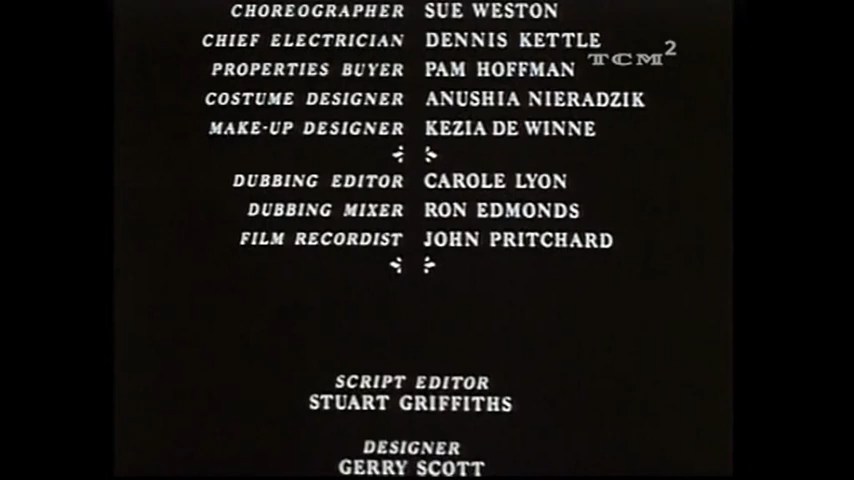 CHOREOGRAPHER SUE WESTON
CHIEF ELECTRICIAN DENNIS KETTLE
TCM2
PROPERTIES BUYER PAM HOFFMAN
COSTUME DESIGNER ANUSHIA NIERADZIK
MAKE-UP DESIGNER KEZIA DE WINNE
DUBBING EDITOR CAROLE LYON
DUBBING MIXER RON EDMONDS
FILM RECORDIST JOHN PRITCHARD
SCRIPT EDITOR
STUART GRIFFITHS
DESIGNER
GERRY SCOTT